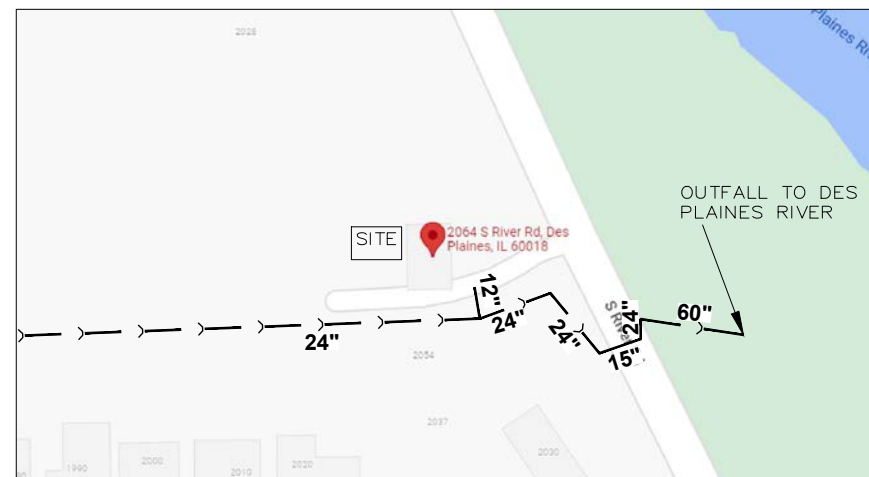 2028
Plaines Riv
OUTFALL TO DES
PLAINES RIVER
SITE
2064 S River Rd, Des
Plaines, IL 60018
12"
24"
24"
S River
24"
60"
24"
15"
2054
2037
1990
2000
2010
2020
2030